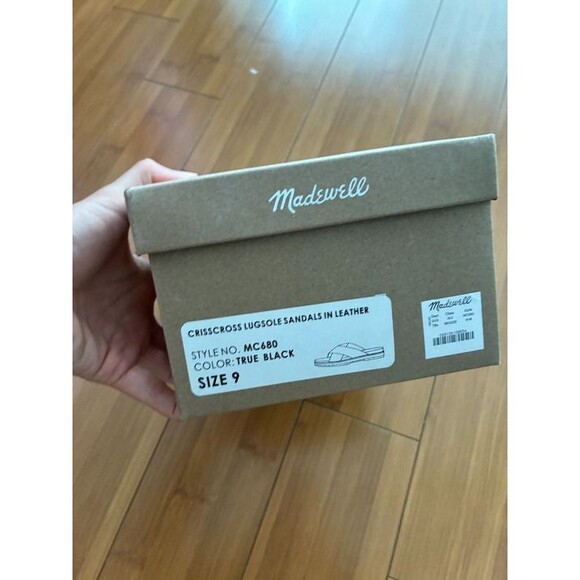 Madewell
CRISSCROSS LUGSOLE SANDALS IN LEATHER
STYLE NO. MC680
COLOR: TRUE BLACK
SIZE 9
Madewell